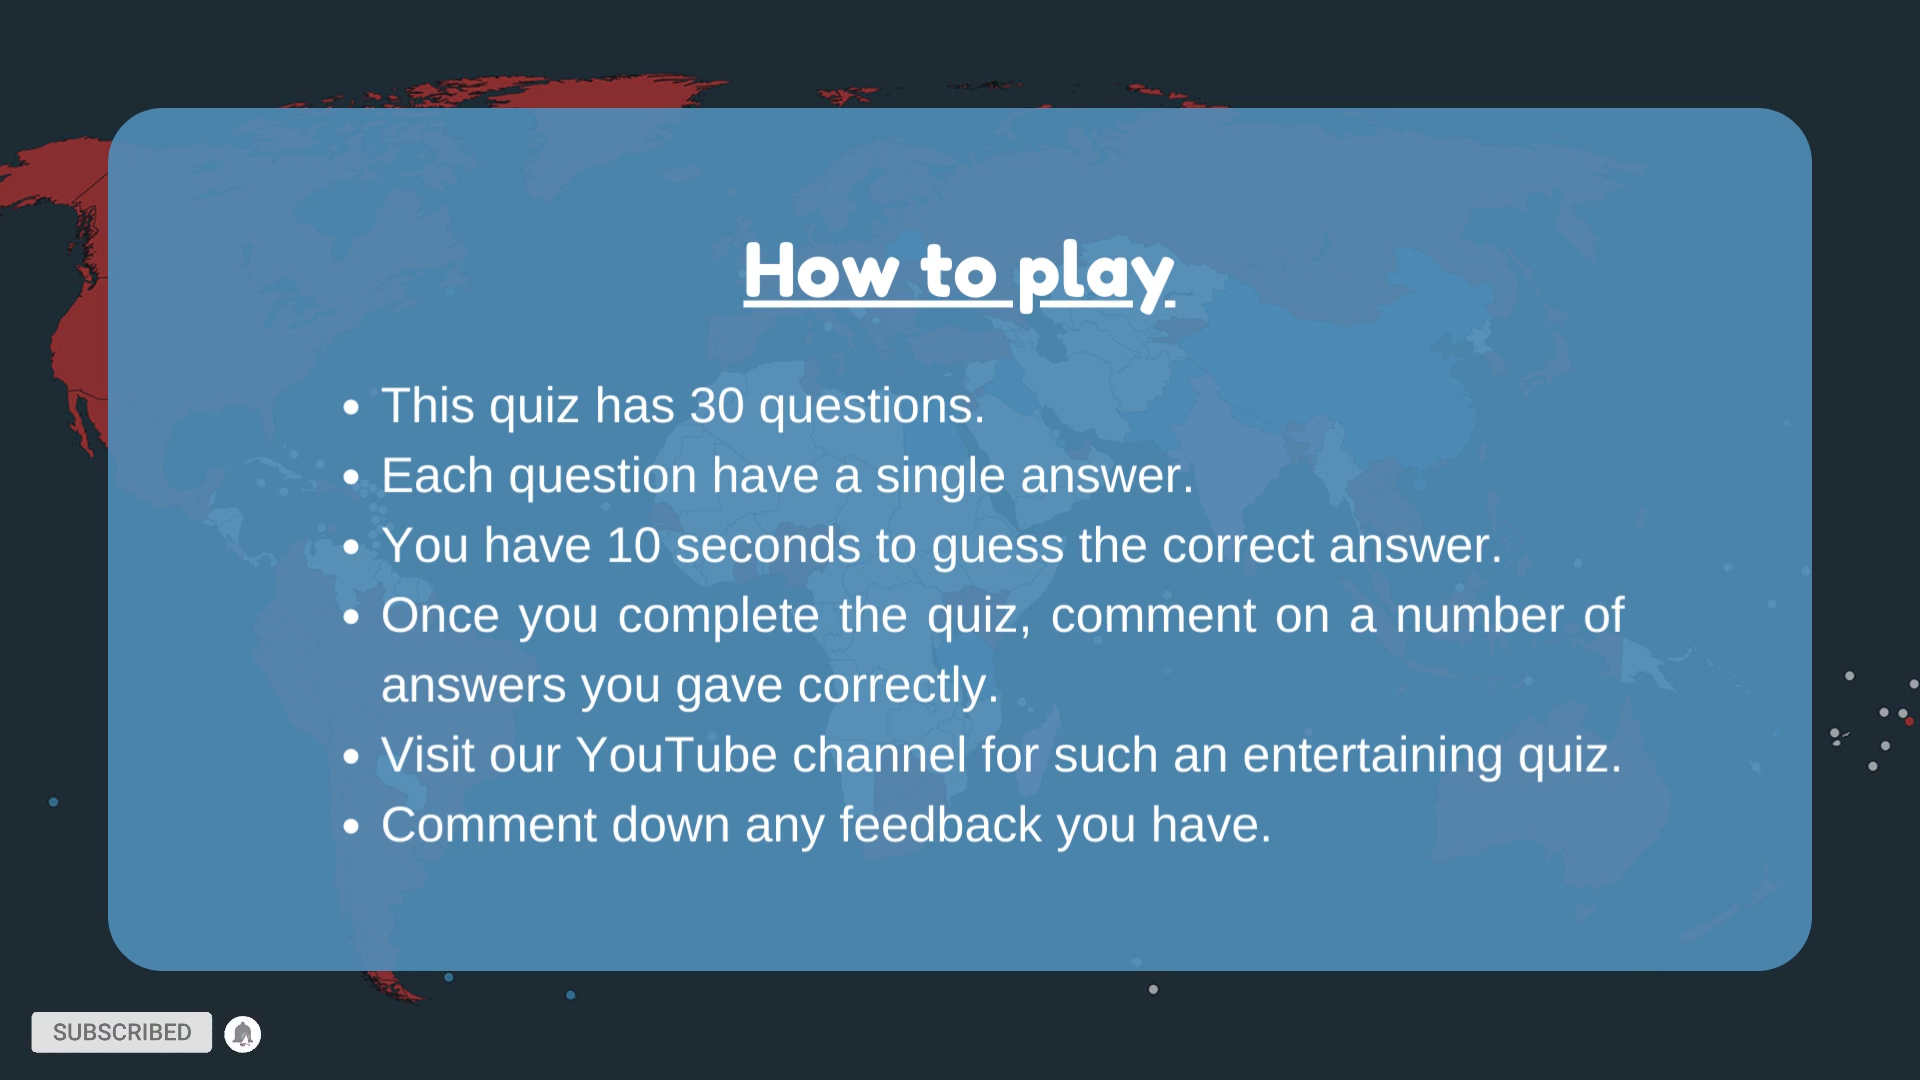 How to play
• This quiz has 30 questions.
• Each question have a single answer.
• You have 10 seconds to guess the correct answer.
• Once you complete the quiz, comment on a number of
answers you gave correctly.
• Visit our YouTube channel for such an entertaining quiz.
• Comment down any feedback you have.
SUBSCRIBED